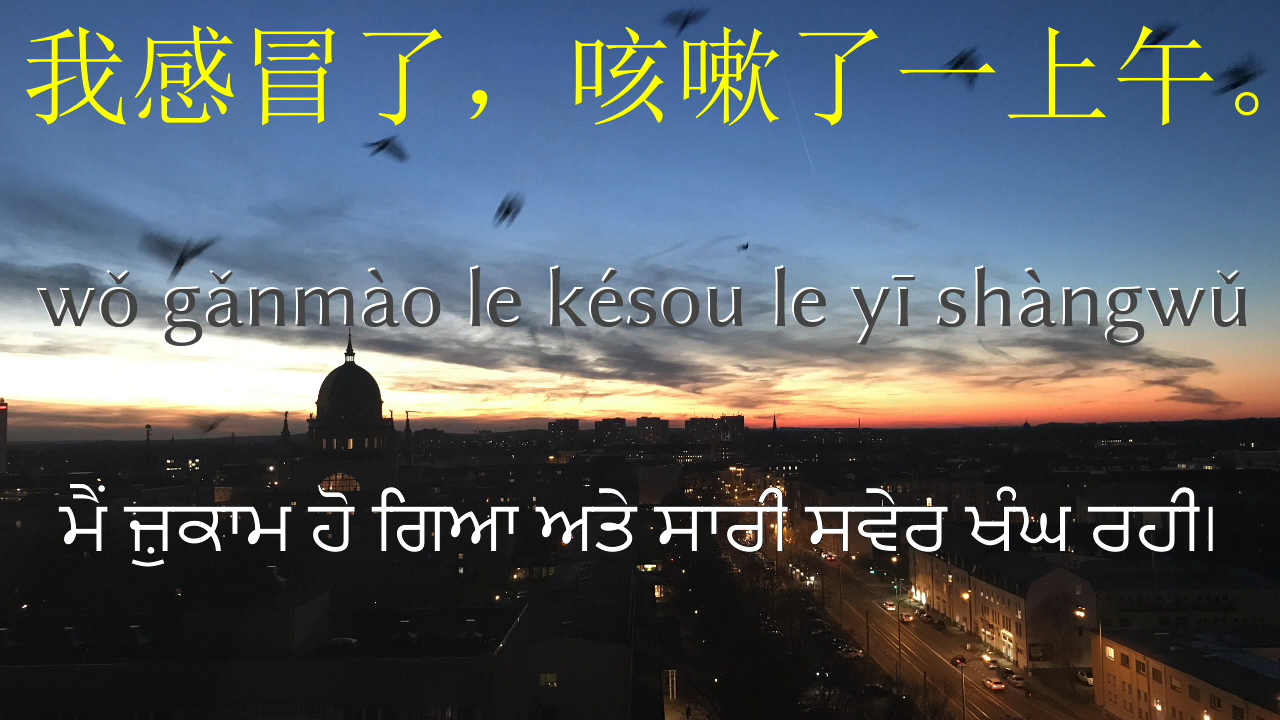 我感冒了，咳嗽了一上午。
wǒ gǎnmào le késou le yī shàngwǔ
ਮੈਂ ਜ਼ੁਕਾਮ ਹੋ ਗਿਆ ਅਤੇ ਸਾਰੀ ਸਵੇਰ ਖੰਘ ਰਹੀ।